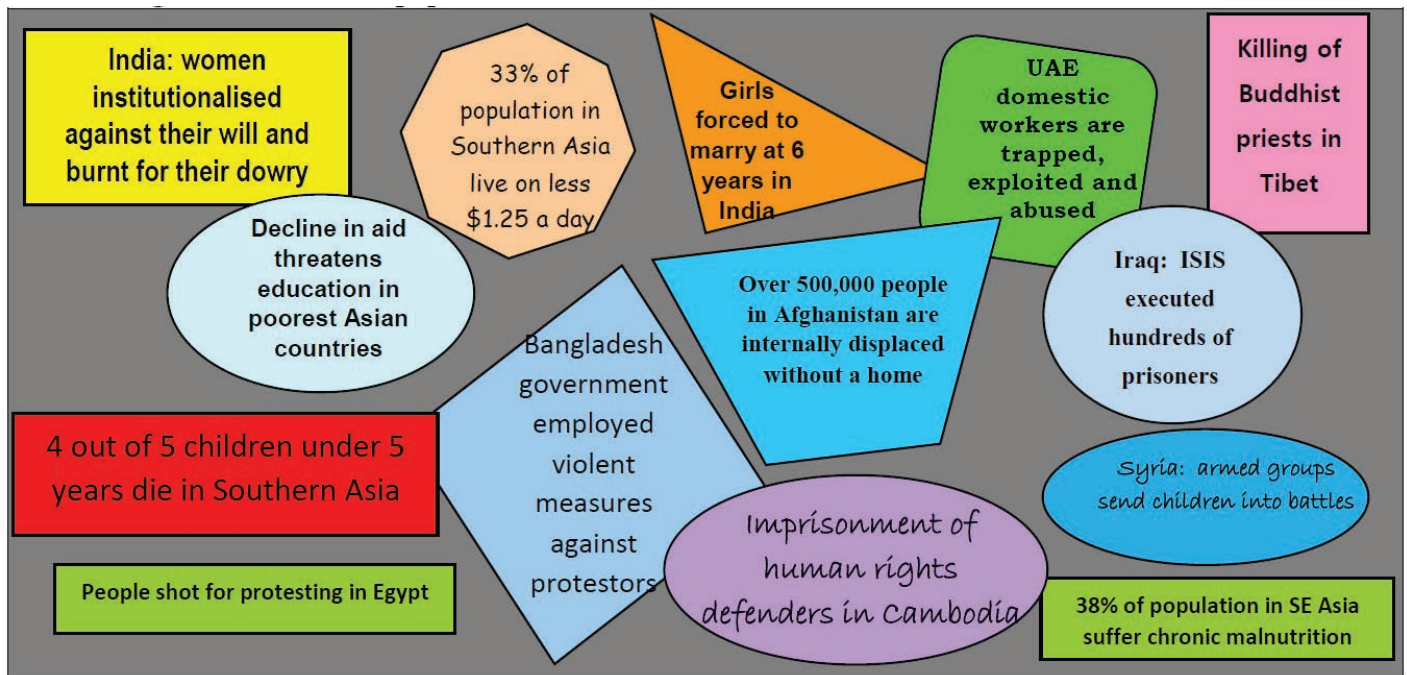 India: women
institutionalised
against their will and
burnt for their dowry
33% of
population in
Southern Asia
live on less
$1.25 a day
Girls
forced to
marry at 6
years in
India
UAE
domestic
workers are
trapped,
exploited and
abused
Killing of
Buddhist
priests in
Tibet
Decline in aid
threatens
education in
poorest Asian
countries
Bangladesh
government
employed
violent
measures
against
protestors
Over 500,000 people
in Afghanistan are
internally displaced
without a home
Iraq: ISIS
executed
hundreds of
prisoners
4 out of 5 children under 5
years die in Southern Asia
Syria: armed groups
send children into battles
People shot for protesting in Egypt
Imprisonment of
human rights
defenders in Cambodia
38% of population in SE Asia
suffer chronic malnutrition